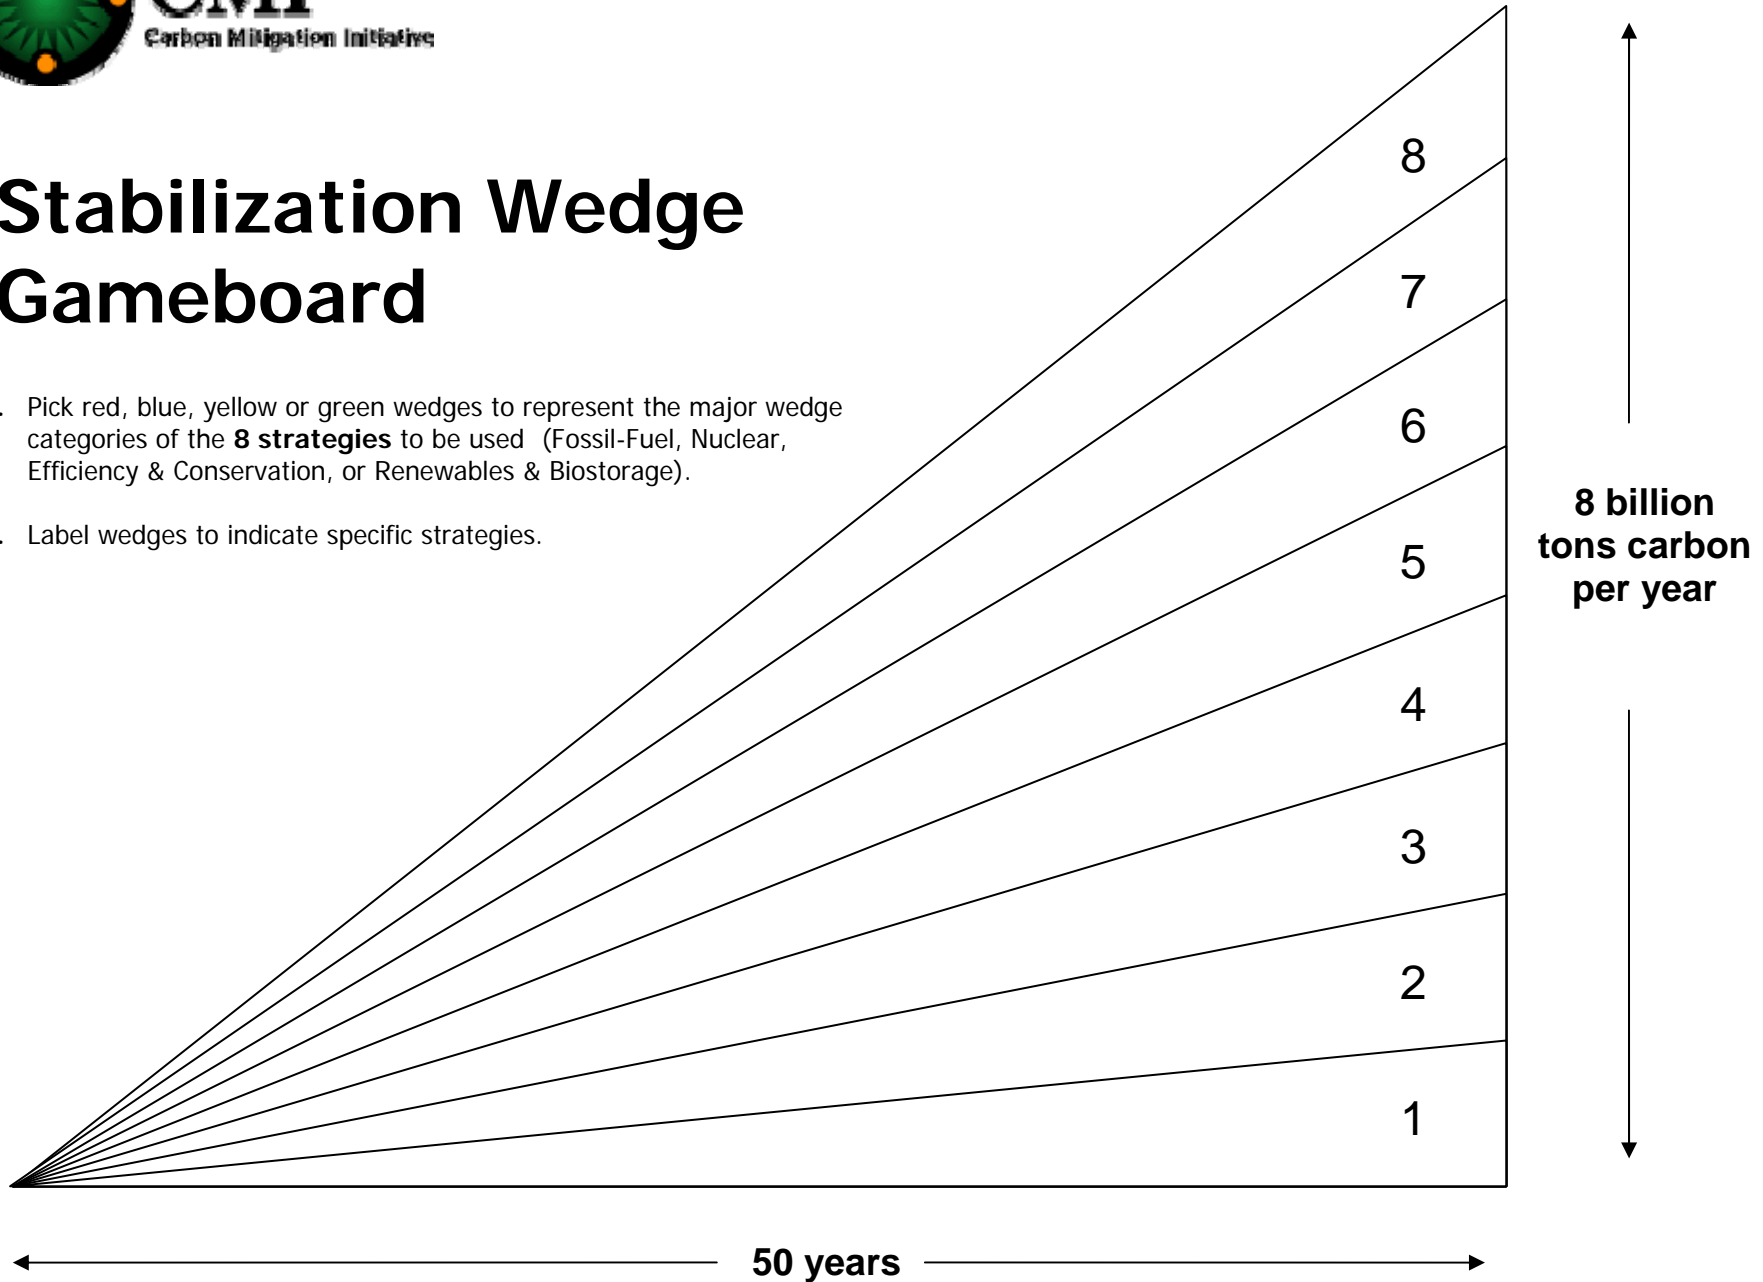 CMI
Carbon Mitigation Initiative
Stabilization Wedge
Gameboard
. Pick red, blue, yellow or green wedges to represent the major wedge
categories of the 8 strategies to be used (Fossil-Fuel, Nuclear,
Efficiency & Conservation, or Renewables & Biostorage).
. Label wedges to indicate specific strategies.
8
7
6
5
4
3
2
1
8 billion
tons carbon
per year
50 years